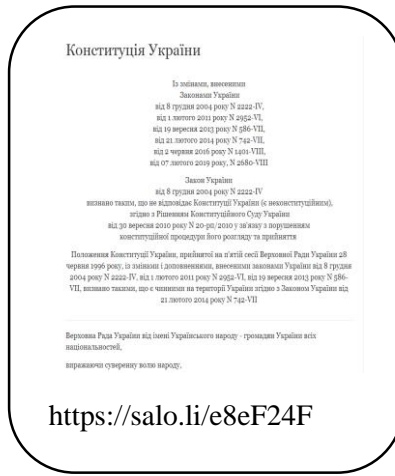 Конституція України
Із змінами, внесеними
Законами України
від 8 грудня 2004 року N 2222-IV,
від 1 лютого 2011 року N 2952-VI,
від 19 вересня 2013 року N 586-VII,
від 21 лютого 2014 року N 742-VII,
від 2 червня 2016 року N 1401-VIII,
від 07 лютого 2019 року, N 2680-VIII
Закон України
від 8 грудня 2004 року N 2222-IV
визнано таким, що не відповідає Конституції України (є неконституційним),
згідно з Рішенням Конституційного Суду України
від 30 вересня 2010 року N 20-рп/2010 у зв'язку з порушенням
конституційної процедури його розгляду та прийняття
Положення Конституції України, прийнятої на п'ятій сесії Верховної Ради України 28
червня 1996 року, із змінами і доповненнями, внесеними законами України від 8 грудня
2004 року N 2222-IV, від 1 лютого 2011 року N 2952-VI, від 19 вересня 2013 року N 586-
VII, визнано такими, що є чинними на території України згідно з Законом України від
21 лютого 2014 року N 742-VII
Верховна Рада України від імені Українського народу - громадян України всіх
національностей,
виражаючи суверенну волю народу,
https://salo.li/e8eF24F